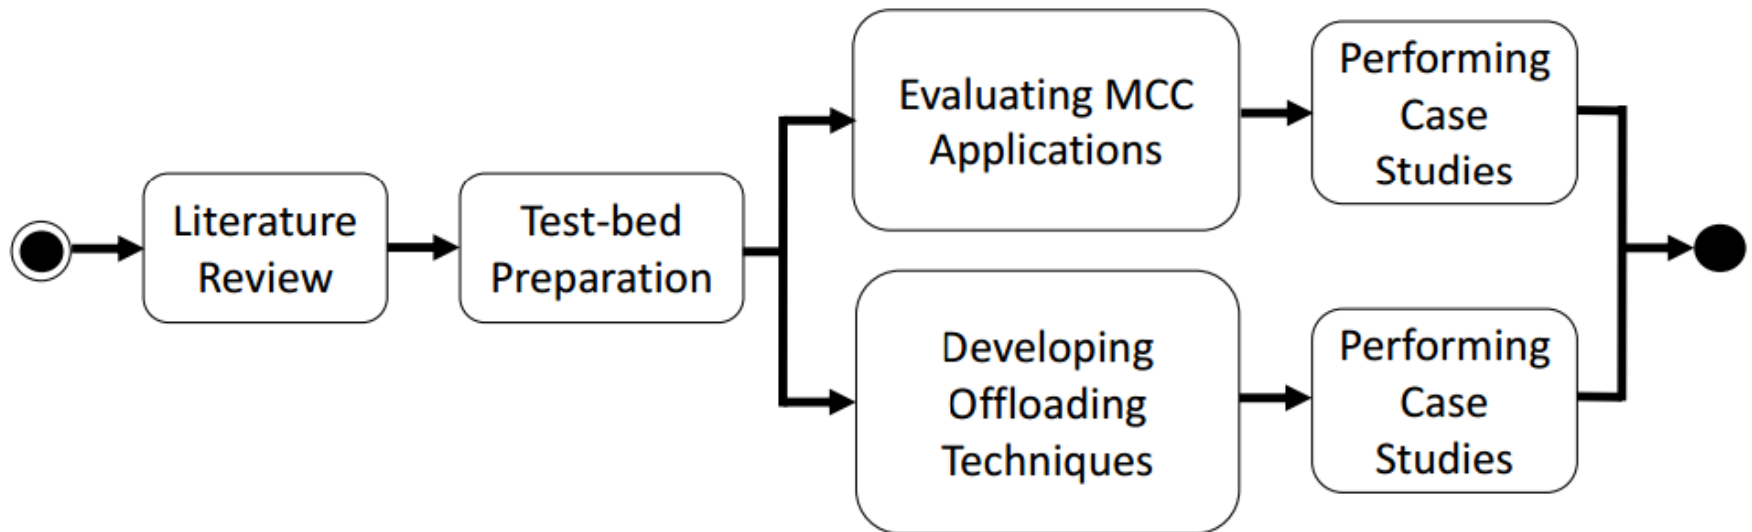 Literature
Review
Test-bed
Preparation
Evaluating MCC
Applications
Performing
Case
Studies
Developing
Offloading
Techniques
Performing
Case
Studies